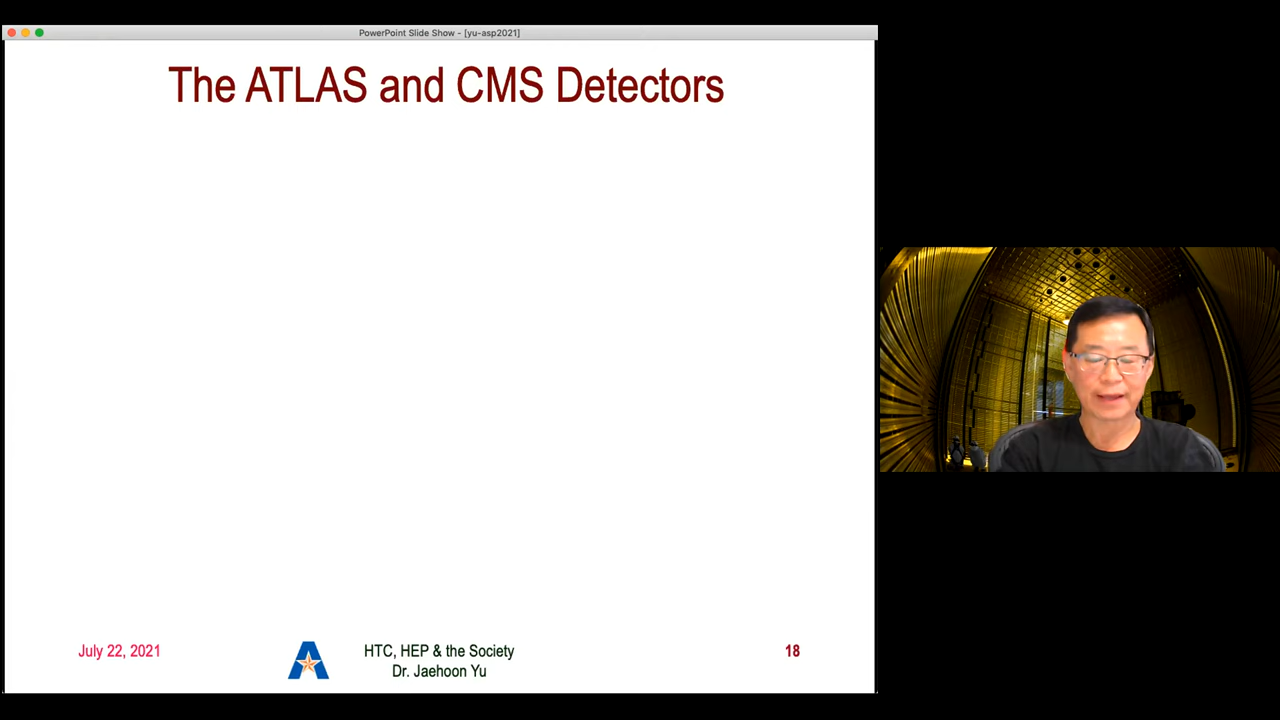 PowerPoint Slide Show - [yu-asp2021]
The ATLAS and CMS Detectors
July 22, 2021
HTC, HEP & the Society
Dr. Jaehoon Yu
18